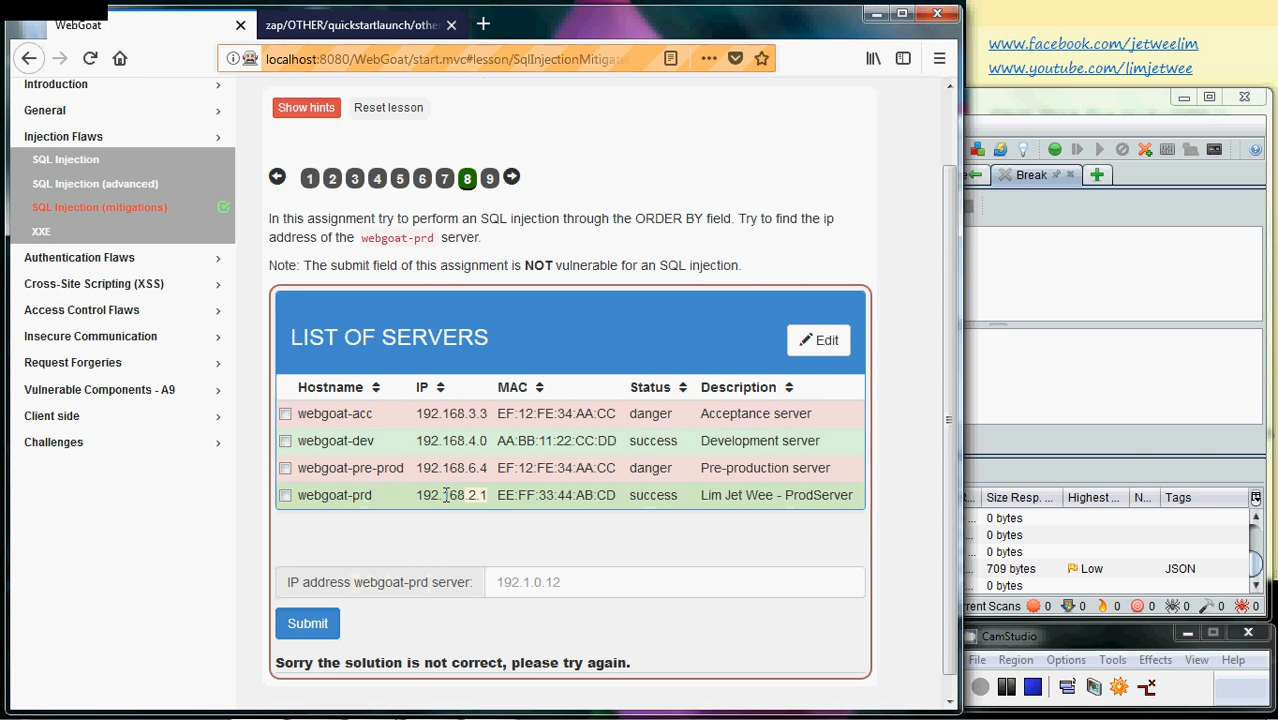 WebGoat
zap/OTHER/quickstartlaunch/othe
localhost:8080/WebGoat/start.mvc#lesson/SqlInjectionMitiga
www.facebook.com/jetweelim
www.youtube.com/limjetwee
Introduction
General
Injection Flaws
SQL Injection
SQL Injection (advanced)
SQL Injection (mitigations)
XXE
Authentication Flaws
Cross-Site Scripting (XSS)
Access Control Flaws
Insecure Communication
Request Forgeries
Vulnerable Components - A9
Client side
Challenges
Show hints
Reset lesson
1 2 3 4 5 6 7 8 9
In this assignment try to perform an SQL injection through the ORDER BY field. Try to find the ip
address of the webgoat-prd server.
Note: The submit field of this assignment is NOT vulnerable for an SQL injection.
LIST OF SERVERS
Edit
Hostname IP MAC Status Description
webgoat-acc 192.168.3.3 EF:12:FE:34:AA:CC danger Acceptance server
webgoat-dev 192.168.4.0 AA:BB:11:22:CC:DD success Development server
webgoat-pre-prod 192.168.6.4 EF:12:FE:34:AA:CC danger Pre-production server
webgoat-prd 192.168.2.1 EE:FF:33:44:AB:CD success Lim Jet Wee - ProdServer
IP address webgoat-prd server: 192.1.0.12
Submit
Sorry the solution is not correct, please try again.
Break
... Size Resp. ... Highest ... N... Tags
0 bytes
0 bytes
0 bytes
709 bytes Low JSON
0 bytes
rrent Scans 0 0 0 0 0 0 0
CamStudio
File Region Options Tools Effects View Help